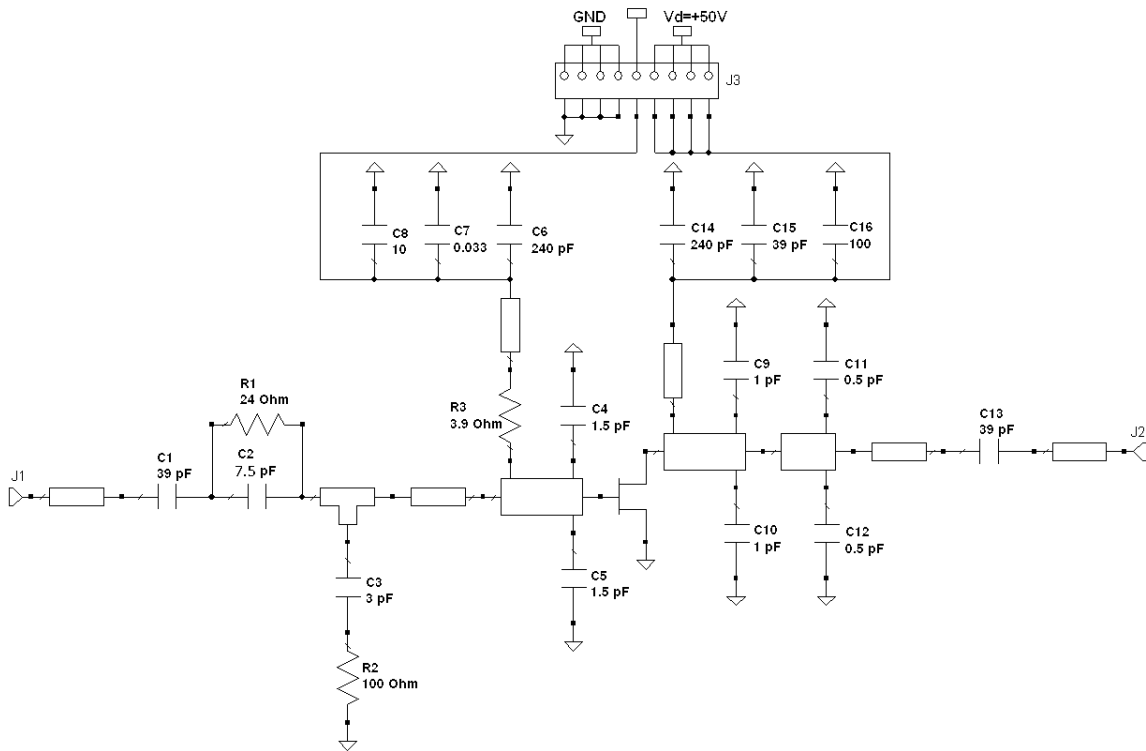 GND
Vd=+50V
J3
C8
10
C7
0.033
C6
240 pF
C14
240 pF
C15
39 pF
C16
100
C9
1 pF
C11
0.5 pF
R1
24 Ohm
R3
3.9 Ohm
C4
1.5 pF
C13
39 pF
J2
C1
39 pF
C2
7.5 pF
J1
C10
1 pF
C12
0.5 pF
C3
3 pF
C5
1.5 pF
R2
100 Ohm